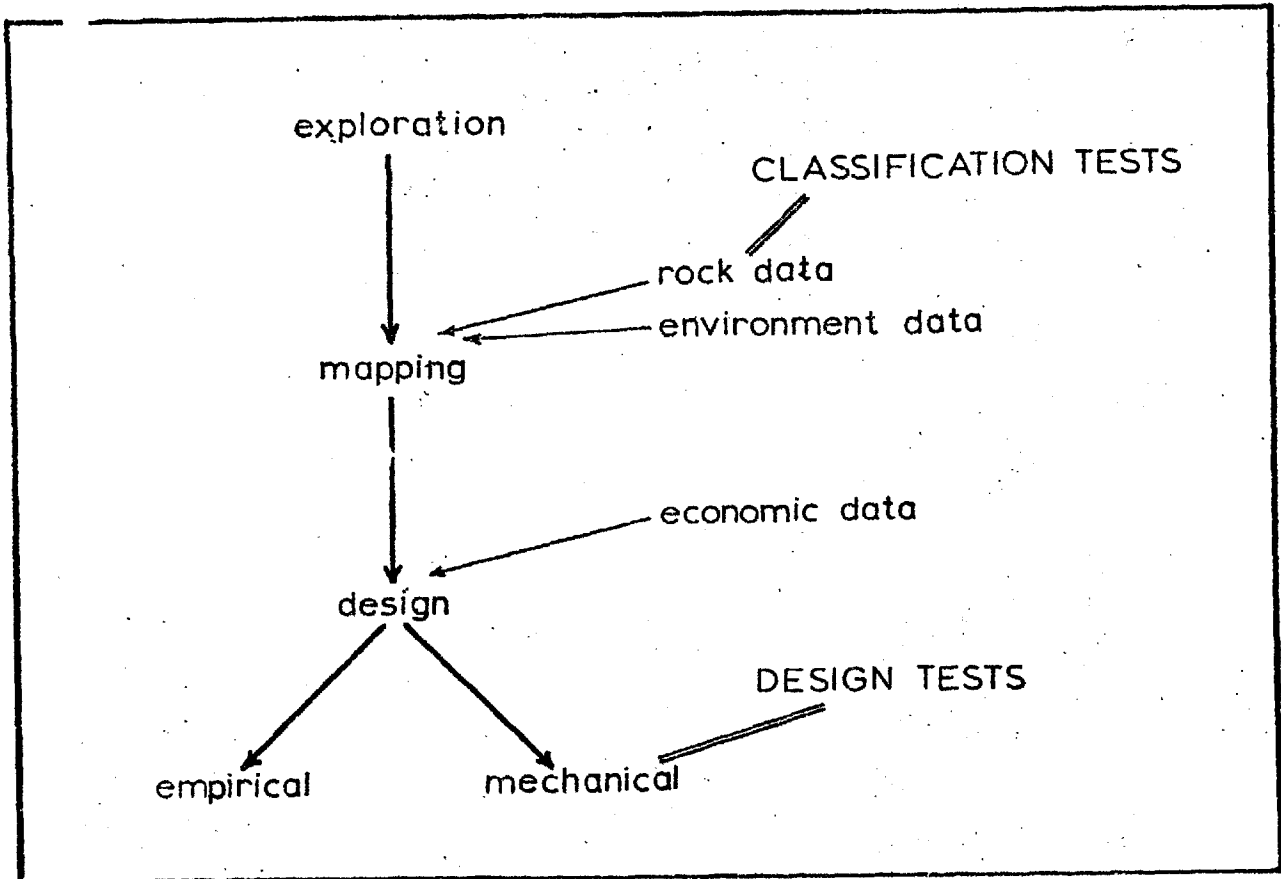 exploration
CLASSIFICATION TESTS
rock data
environment data
mapping
economic data
design
DESIGN TESTS
empirical
mechanical